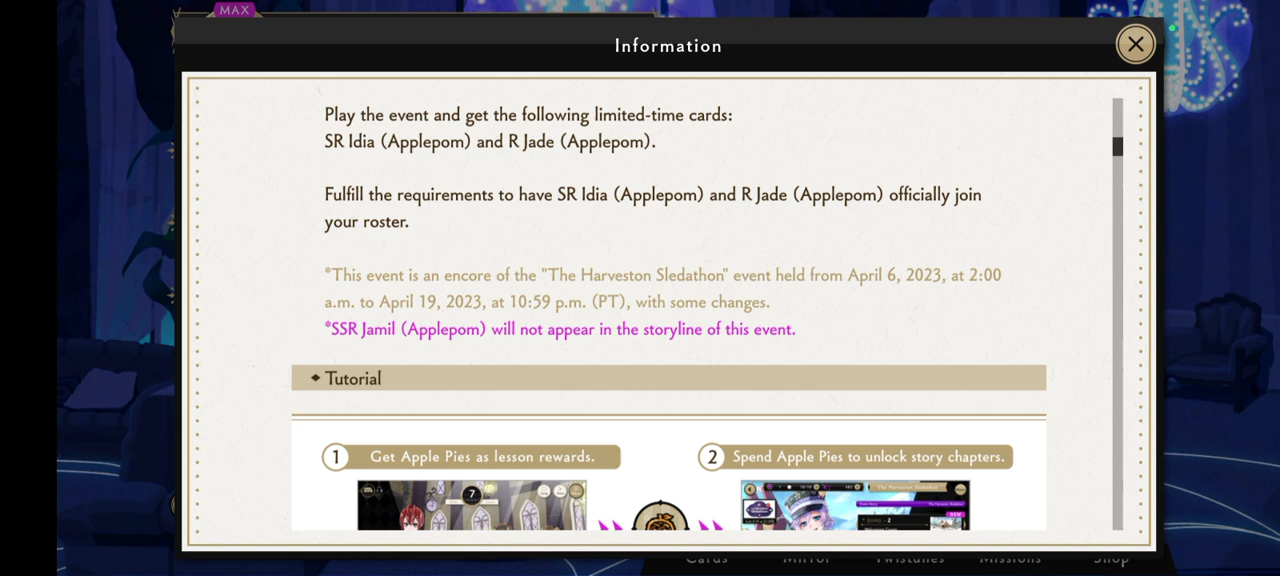 MAX
Information
Play the event and get the following limited-time cards:
SR Idia (Applepom) and R Jade (Applepom).
Fulfill the requirements to have SR Idia (Applepom) and R Jade (Applepom) officially join
your roster.
*This event is an encore of the "The Harveston Sledathon" event held from April 6, 2023, at 2:00
a.m. to April 19, 2023, at 10:59 p.m. (PT), with some changes.
*SSR Jamil (Applepom) will not appear in the storyline of this event.
◆ Tutorial
1 Get Apple Pies as lesson rewards.
2 Spend Apple Pies to unlock story chapters.
7
The Harveston Sledathon
Cards Mirror Twistunes Missions Shop